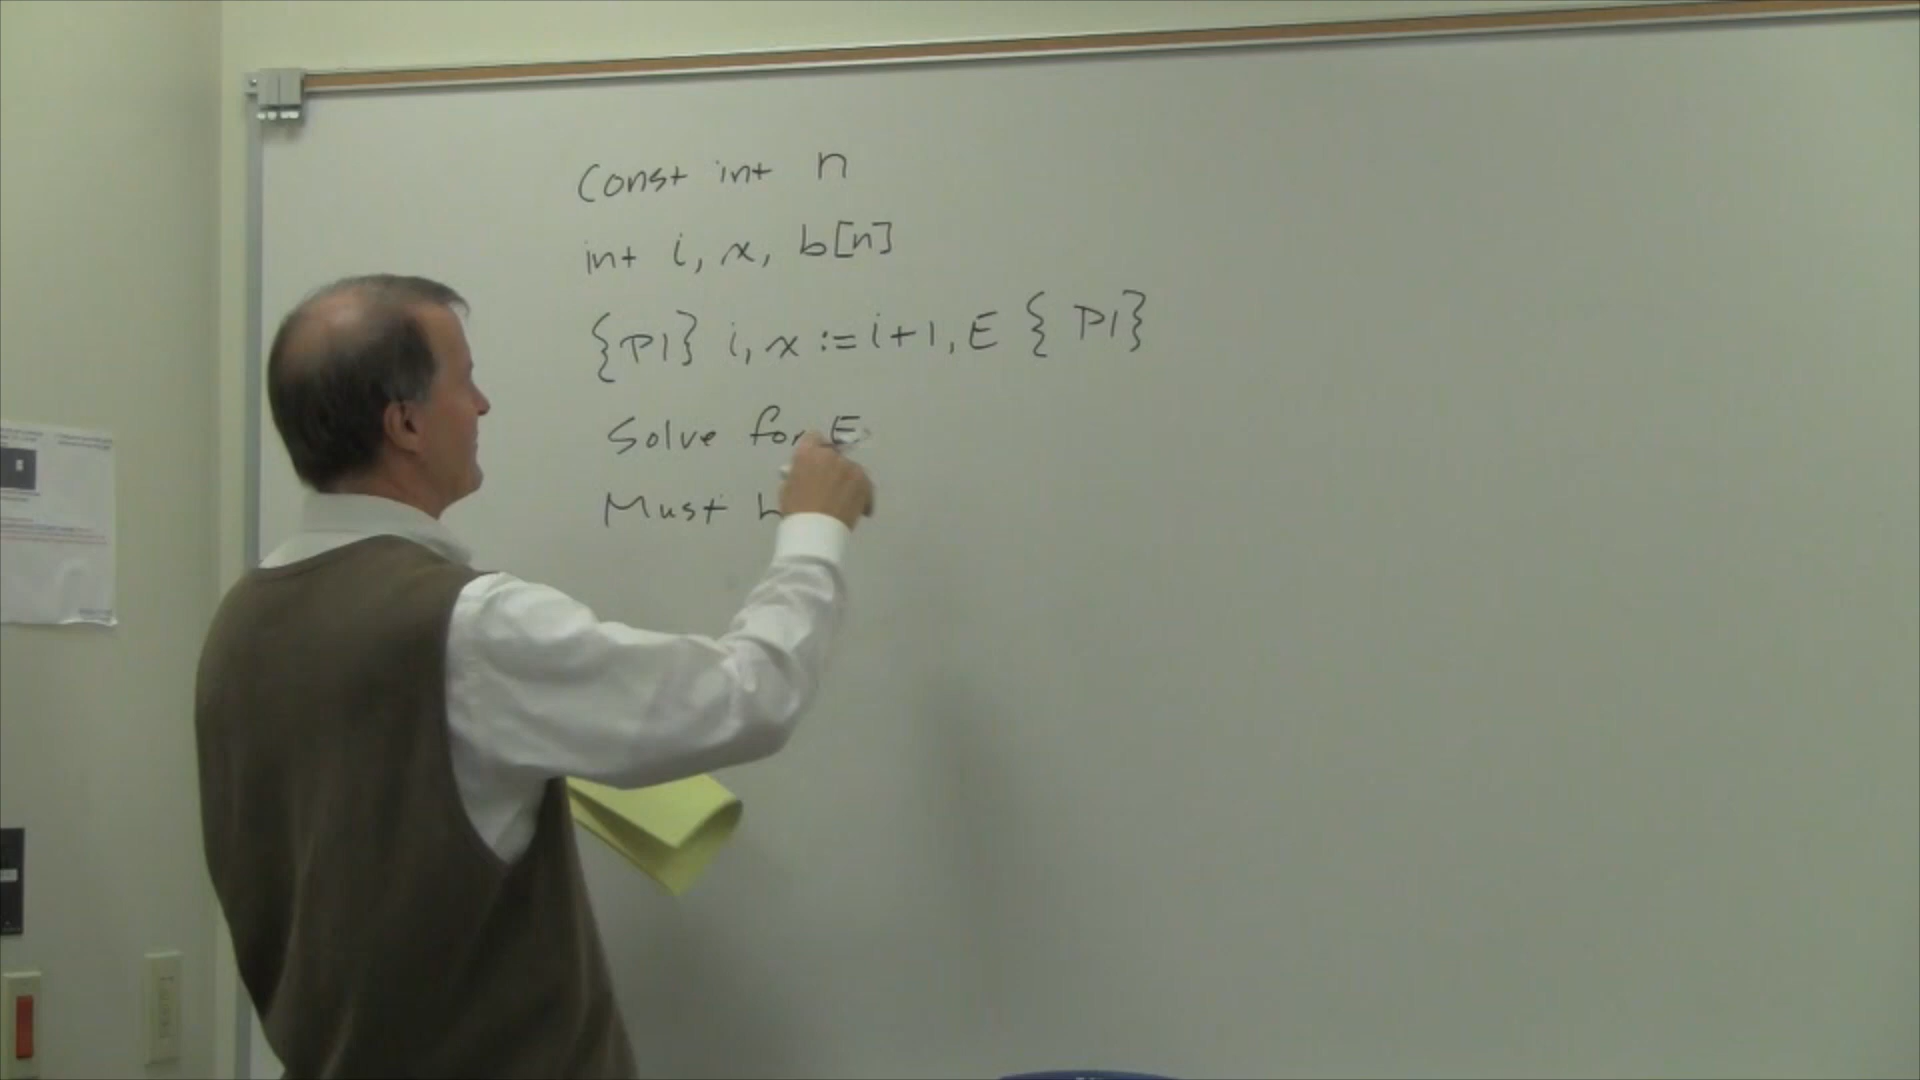 Const int n
int i, x, b[n]
{P1} i, x := i+1, E { P1}
Solve for E
Must